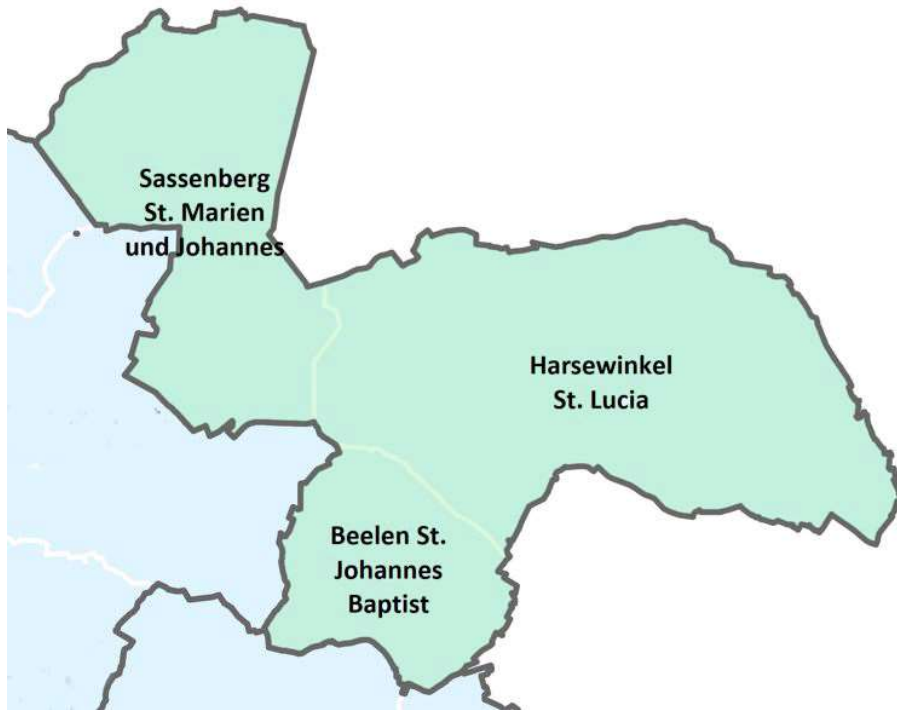 Sassenberg
St. Marien
und Johannes
Harsewinkel
St. Lucia
Beelen St.
Johannes
Baptist